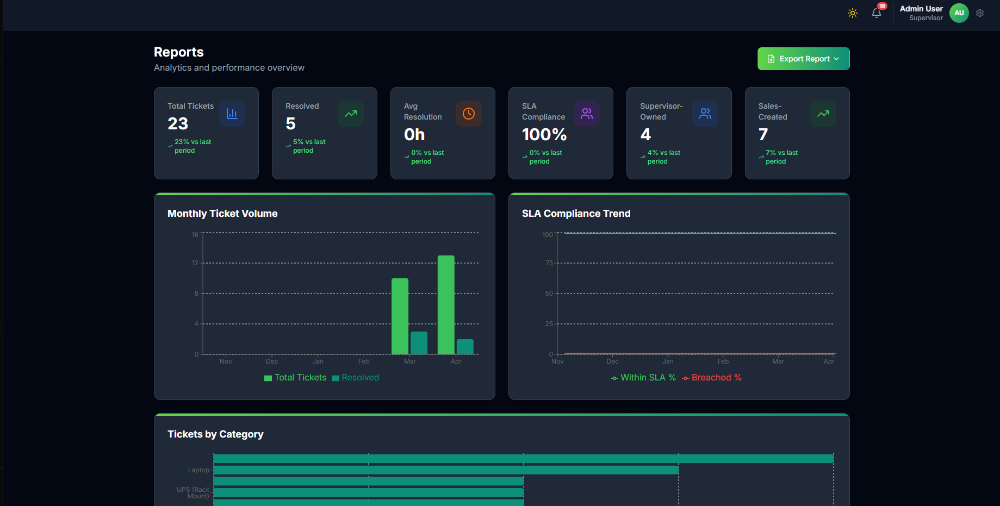 18
Admin User
Supervisor
AU
Reports
Analytics and performance overview
Export Report
Total Tickets
23
23% vs last
period
Resolved
5
5% vs last
period
Avg
Resolution
0h
0% vs last
period
SLA
Compliance
100%
0% vs last
period
Supervisor-
Owned
4
4% vs last
period
Sales-
Created
7
7% vs last
period
Monthly Ticket Volume
16
12
8
4
0
Nov Dec Jan Feb Mar Apr
Total Tickets Resolved
SLA Compliance Trend
100
75
50
25
0
Nov Dec Jan Feb Mar Apr
Within SLA % Breached %
Tickets by Category
Laptop
UPS (Rack
Mount)